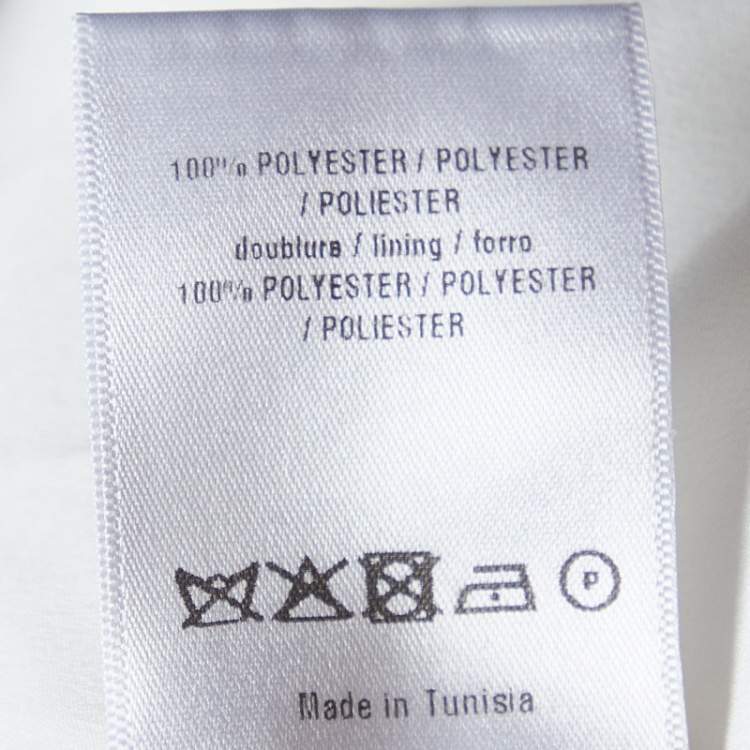 100% POLYESTER / POLYESTER
/ POLIESTER
doublure / lining / forro
100% POLYESTER / POLYESTER
/ POLIESTER
P
Made in Tunisia